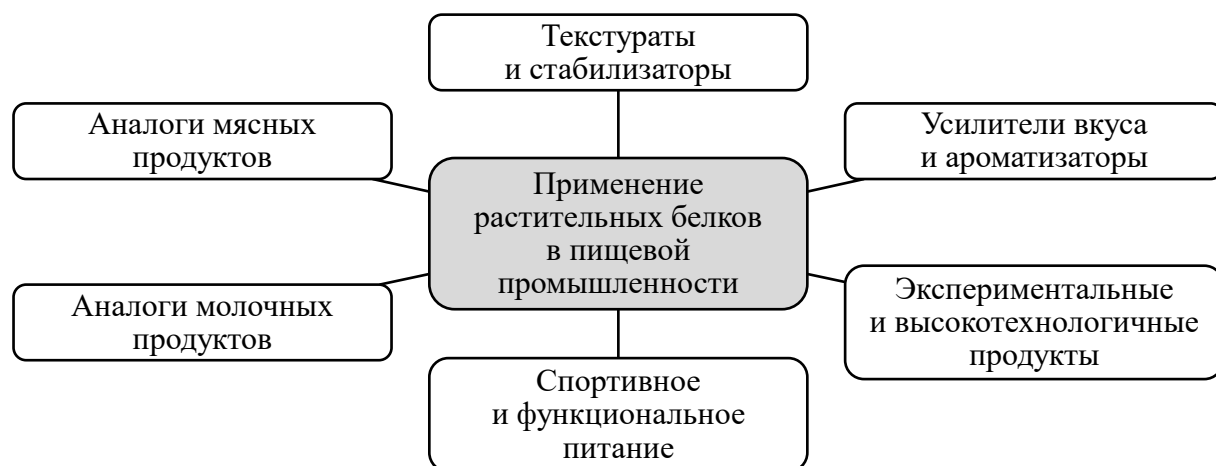 Текстураты
и стабилизаторы
Аналоги мясных
продуктов
Усилители вкуса
и ароматизаторы
Применение
растительных белков
в пищевой
промышленности
Аналоги молочных
продуктов
Экспериментальные
и высокотехнологичные
продукты
Спортивное
и функциональное
питание